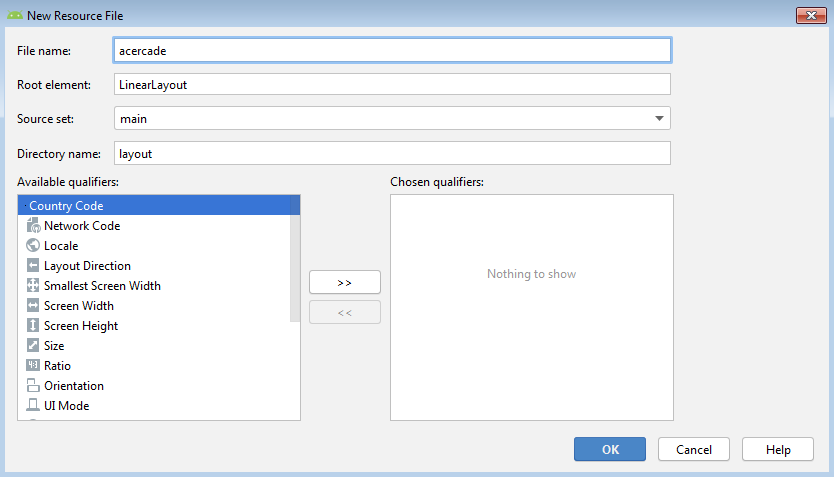 New Resource File
File name: acercade
Root element: LinearLayout
Source set: main
Directory name: layout
Available qualifiers:
Chosen qualifiers:
Country Code
Network Code
Locale
Layout Direction
Smallest Screen Width
Screen Width
Screen Height
Size
Ratio
Orientation
UI Mode
>>
<<
Nothing to show
OK
Cancel
Help